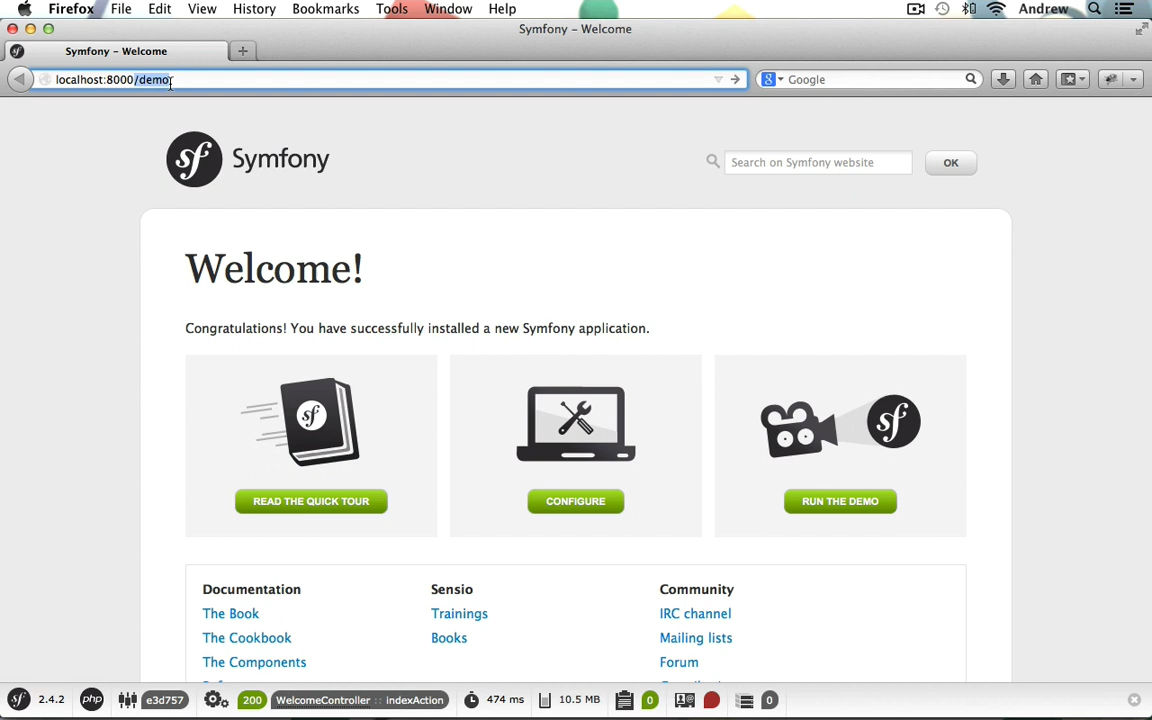 Firefox File Edit View History Bookmarks Tools Window Help Andrew
Symfony – Welcome
Symfony – Welcome
localhost:8000/demo Google
sf Symfony Search on Symfony website OK
Welcome!
Congratulations! You have successfully installed a new Symfony application.
READ THE QUICK TOUR CONFIGURE RUN THE DEMO
Documentation Sensio Community
The Book Trainings IRC channel
The Cookbook Books Mailing lists
The Components Forum
2.4.2 php e3d757 200 WelcomeController :: indexAction 474 ms 10.5 MB 0 0